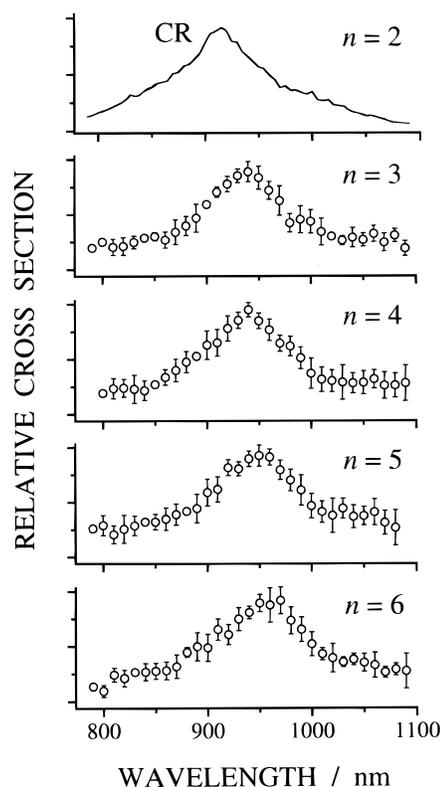 CR
n = 2
n = 3
n = 4
n = 5
n = 6
RELATIVE CROSS SECTION
800 900 1000 1100
WAVELENGTH / nm